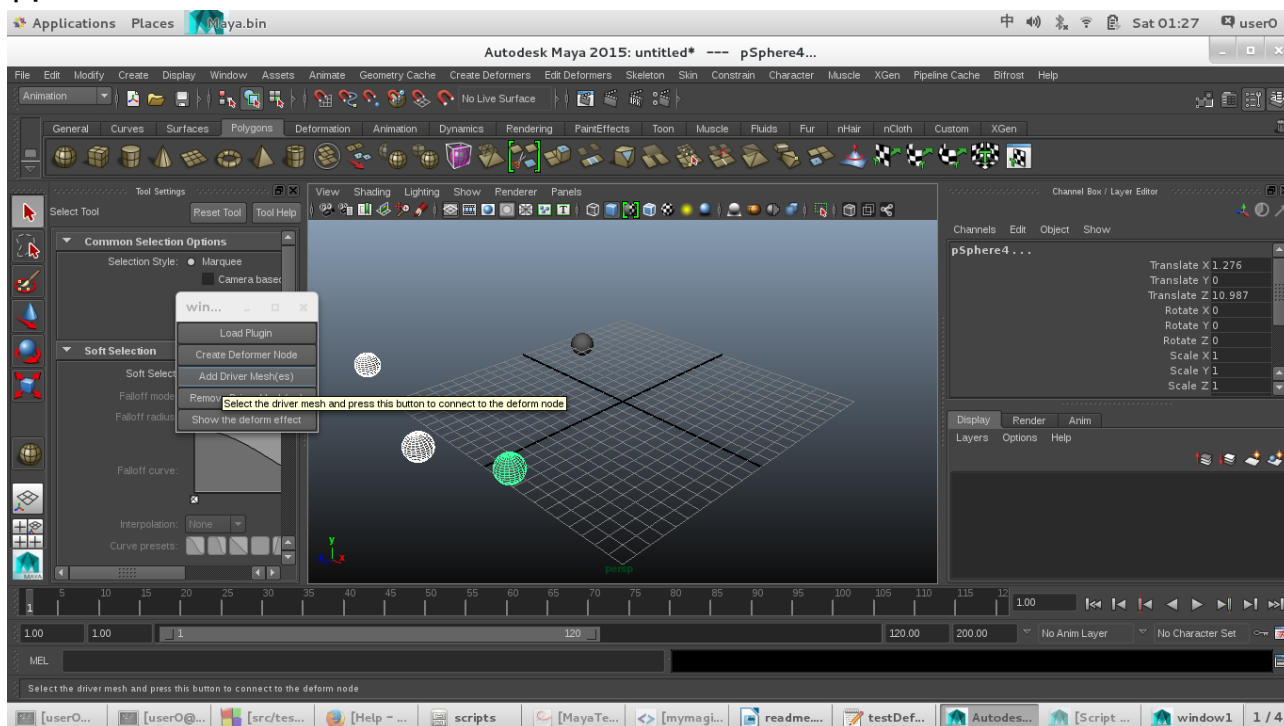 Applications Places Maya.bin 中 Sat 01:27 userO
Autodesk Maya 2015: untitled* --- pSphere4...
File Edit Modify Create Display Window Assets Animate Geometry Cache Create Deformers Edit Deformers Skeleton Skin Constrain Character Muscle XGen Pipeline Cache Bifrost Help
Animation No Live Surface
General Curves Surfaces Polygons Deformation Animation Dynamics Rendering PaintEffects Toon Muscle Fluids Fur nHair nCloth Custom XGen
Tool Settings
Select Tool Reset Tool Tool Help
Common Selection Options
Selection Style: Marquee
Camera based
win...
Load Plugin
Create Deformer Node
Add Driver Mesh(es)
Select the driver mesh and press this button to connect to the deform node
Show the deform effect
Soft Selection
Soft Select
Falloff mode
Falloff radius
Falloff curve:
Interpolation: None
Curve presets:
MAYA
View Shading Lighting Show Renderer Panels
y
x
persp
Channel Box / Layer Editor
Channels Edit Object Show
pSphere4...
Translate X 1.276
Translate Y 0
Translate Z 10.987
Rotate X 0
Rotate Y 0
Rotate Z 0
Scale X 1
Scale Y 1
Scale Z 1
Display Render Anim
Layers Options Help
5 10 15 20 25 30 35 40 45 50 55 60 65 70 75 80 85 90 95 100 105 110 115 12
1 1.00
1.00 1.00 1 120 120.00 200.00 No Anim Layer No Character Set
MEL
Select the driver mesh and press this button to connect to the deform node
[userO... [userO@... [src/tes... [Help - ... scripts [MayaTe... [mymagi... readme.... testDef... Autodes... [Script ... window1 1/4